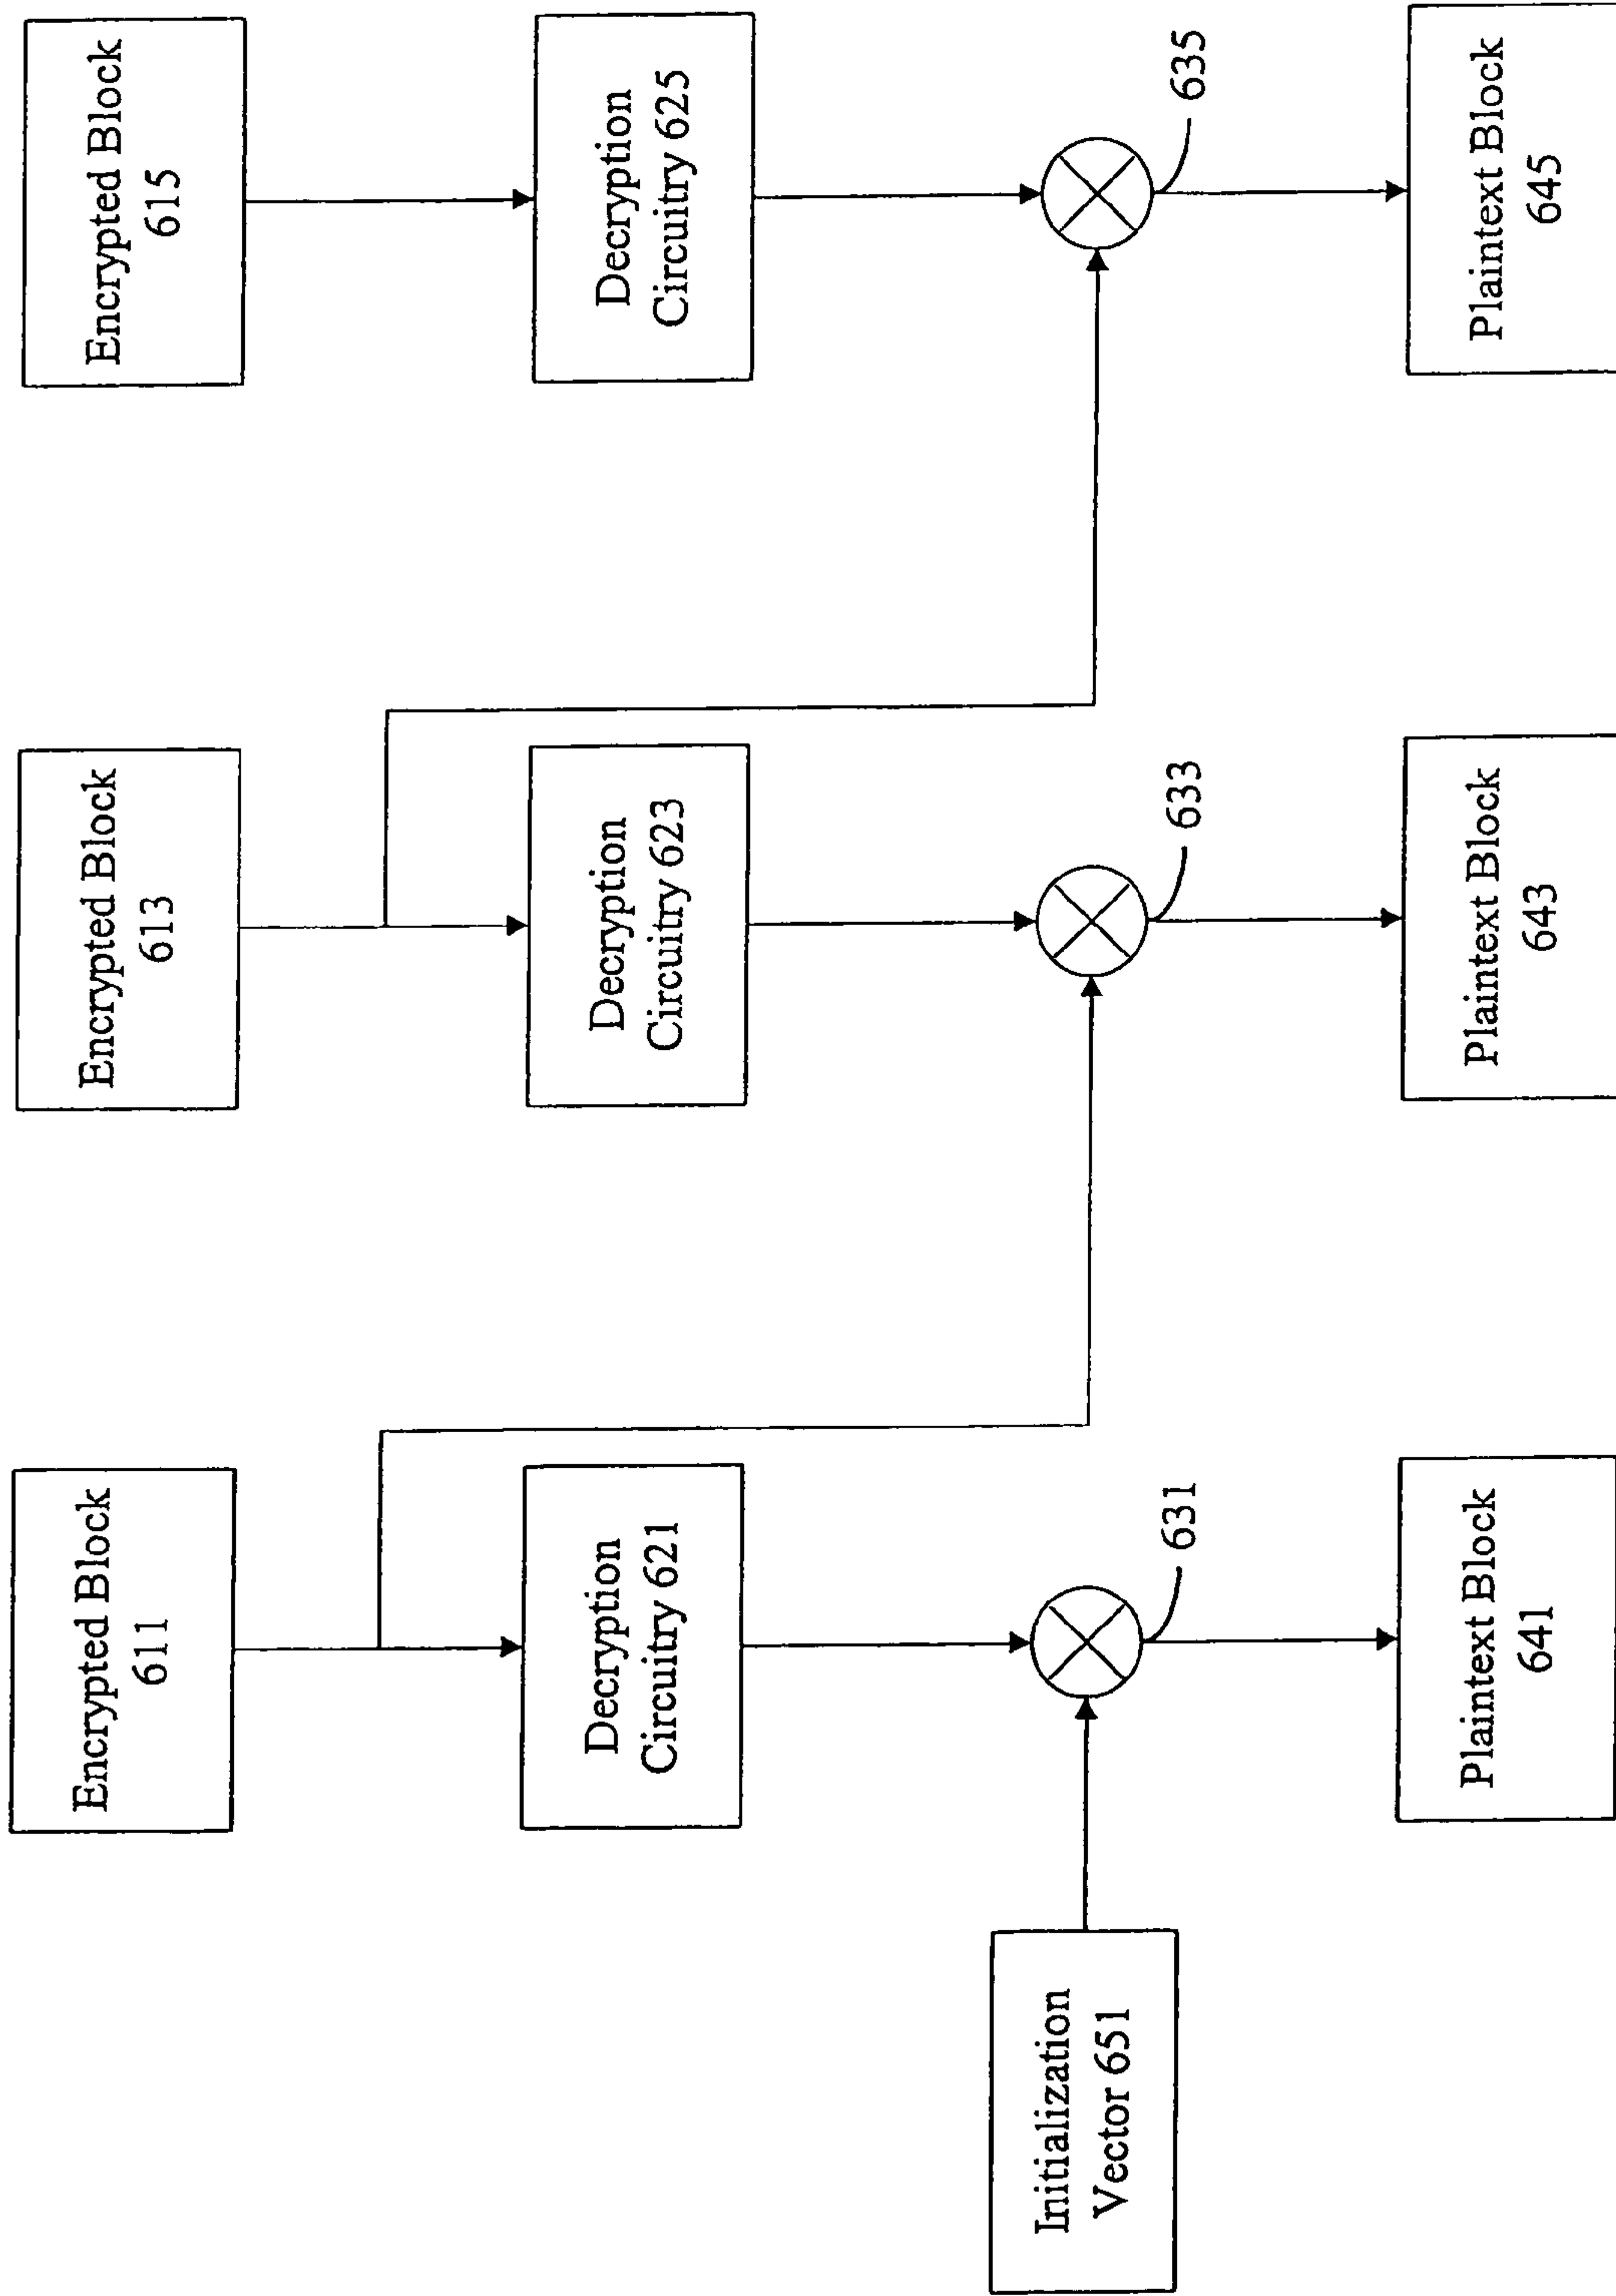 Encrypted Block
611
Encrypted Block
613
Encrypted Block
615
Decryption
Circuitry 621
Decryption
Circuitry 623
Decryption
Circuitry 625
Initialization
Vector 651
631
633
635
Plaintext Block
641
Plaintext Block
643
Plaintext Block
645